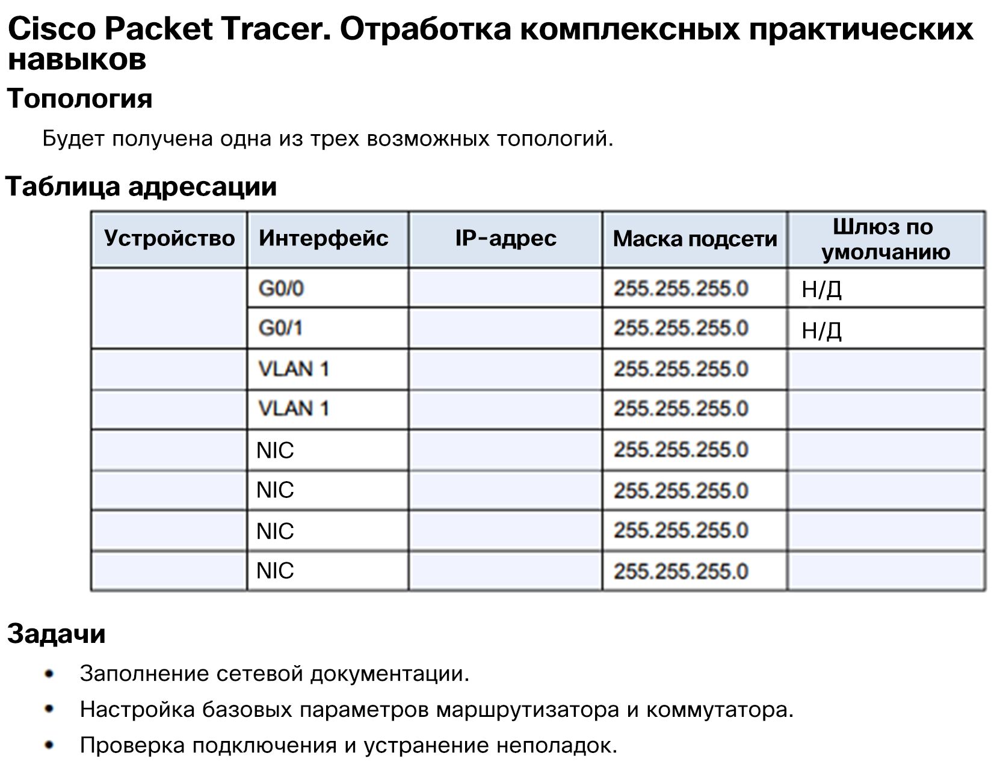 Cisco Packet Tracer. Отработка комплексных практических
навыков
Топология
Будет получена одна из трех возможных топологий.
Таблица адресации
Устройство Интерфейс IP-адрес Маска подсети Шлюз по умолчанию
G0/0 255.255.255.0 Н/Д
G0/1 255.255.255.0 Н/Д
VLAN 1 255.255.255.0
VLAN 1 255.255.255.0
NIC 255.255.255.0
NIC 255.255.255.0
NIC 255.255.255.0
NIC 255.255.255.0
Задачи
• Заполнение сетевой документации.
• Настройка базовых параметров маршрутизатора и коммутатора.
• Проверка подключения и устранение неполадок.